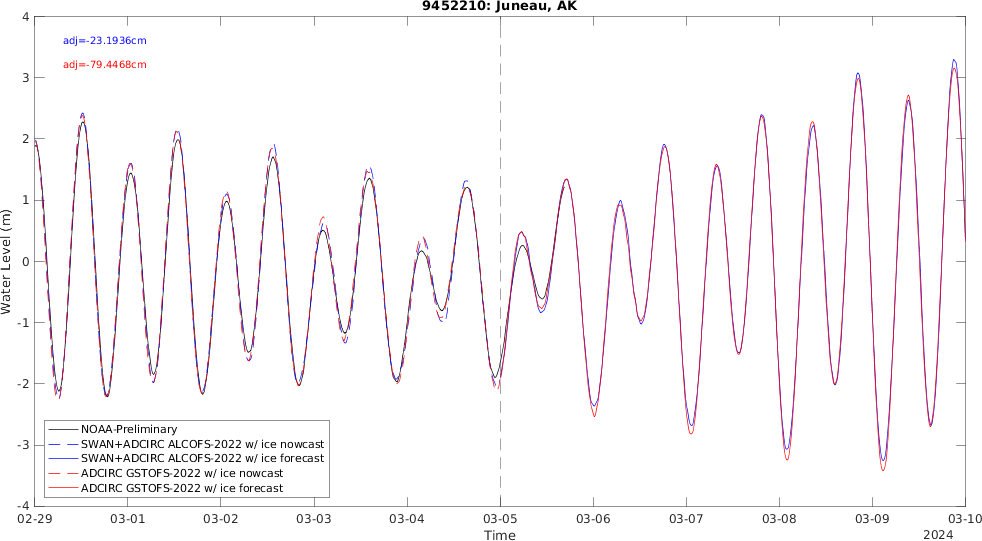 9452210: Juneau, AK
adj=-23.1936cm
adj=-79.4468cm
4
3
2
1
0
-1
-2
-3
-4
Water Level (m)
NOAA-Preliminary
SWAN+ADCIRC ALCOFS-2022 w/ ice nowcast
SWAN+ADCIRC ALCOFS-2022 w/ ice forecast
ADCIRC GSTOFS-2022 w/ ice nowcast
ADCIRC GSTOFS-2022 w/ ice forecast
02-29 03-01 03-02 03-03 03-04 03-05 03-06 03-07 03-08 03-09 03-10
Time
2024